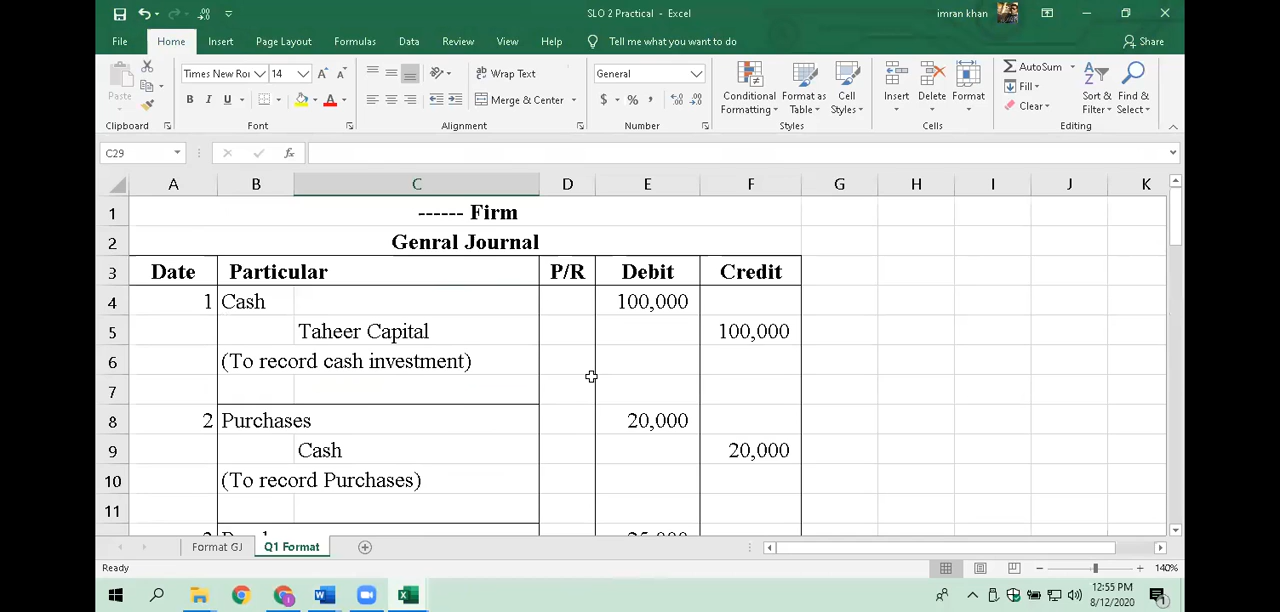 SLO 2 Practical - Excel
imran khan
File Home Insert Page Layout Formulas Data Review View Help Tell me what you want to do Share
Paste
Times New Roi 14
B I U
Wrap Text
Merge & Center
General
$ % ,
Conditional Formatting
Format as Table
Cell Styles
Insert Delete Format
AutoSum
Fill
Clear
Sort & Filter
Find & Select
Clipboard Font Alignment Number Styles Cells Editing
C29 fx
A B C D E F G H I J K
1 ------ Firm
2 Genral Journal
3 Date Particular P/R Debit Credit
4 1 Cash 100,000
5 Taheer Capital 100,000
6 (To record cash investment)
7
8 2 Purchases 20,000
9 Cash 20,000
10 (To record Purchases)
11
Format GJ Q1 Format
Ready 140%
12:55 PM
8/12/2020